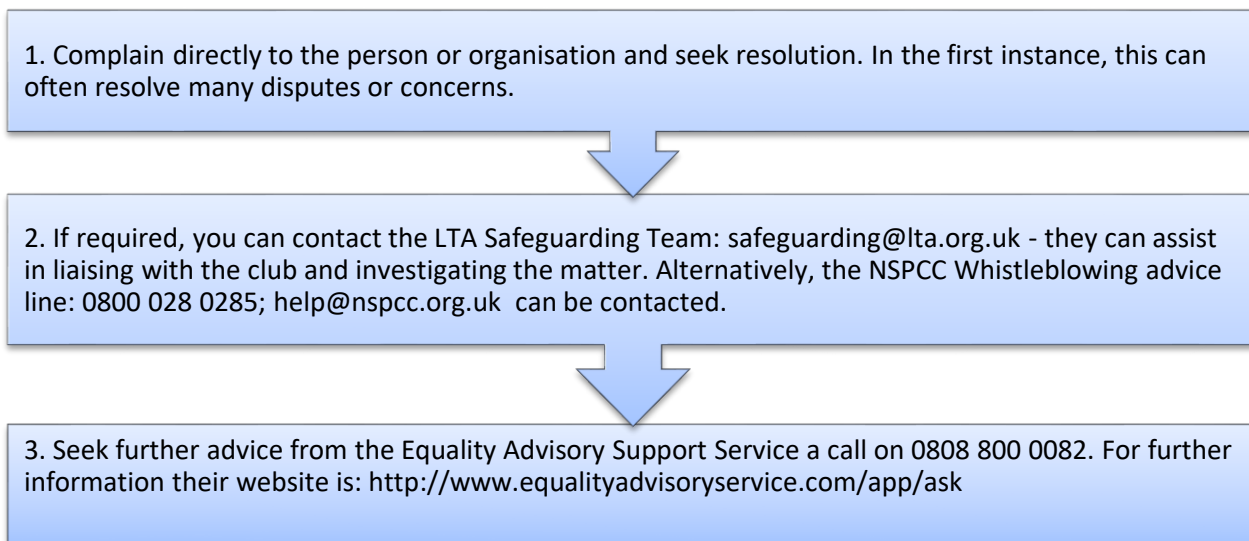 1. Complain directly to the person or organisation and seek resolution. In the first instance, this can
often resolve many disputes or concerns.
2. If required, you can contact the LTA Safeguarding Team: safeguarding@lta.org.uk - they can assist
in liaising with the club and investigating the matter. Alternatively, the NSPCC Whistleblowing advice
line: 0800 028 0285; help@nspcc.org.uk  can be contacted.
3. Seek further advice from the Equality Advisory Support Service a call on 0808 800 0082. For further
information their website is: http://www.equalityadvisoryservice.com/app/ask